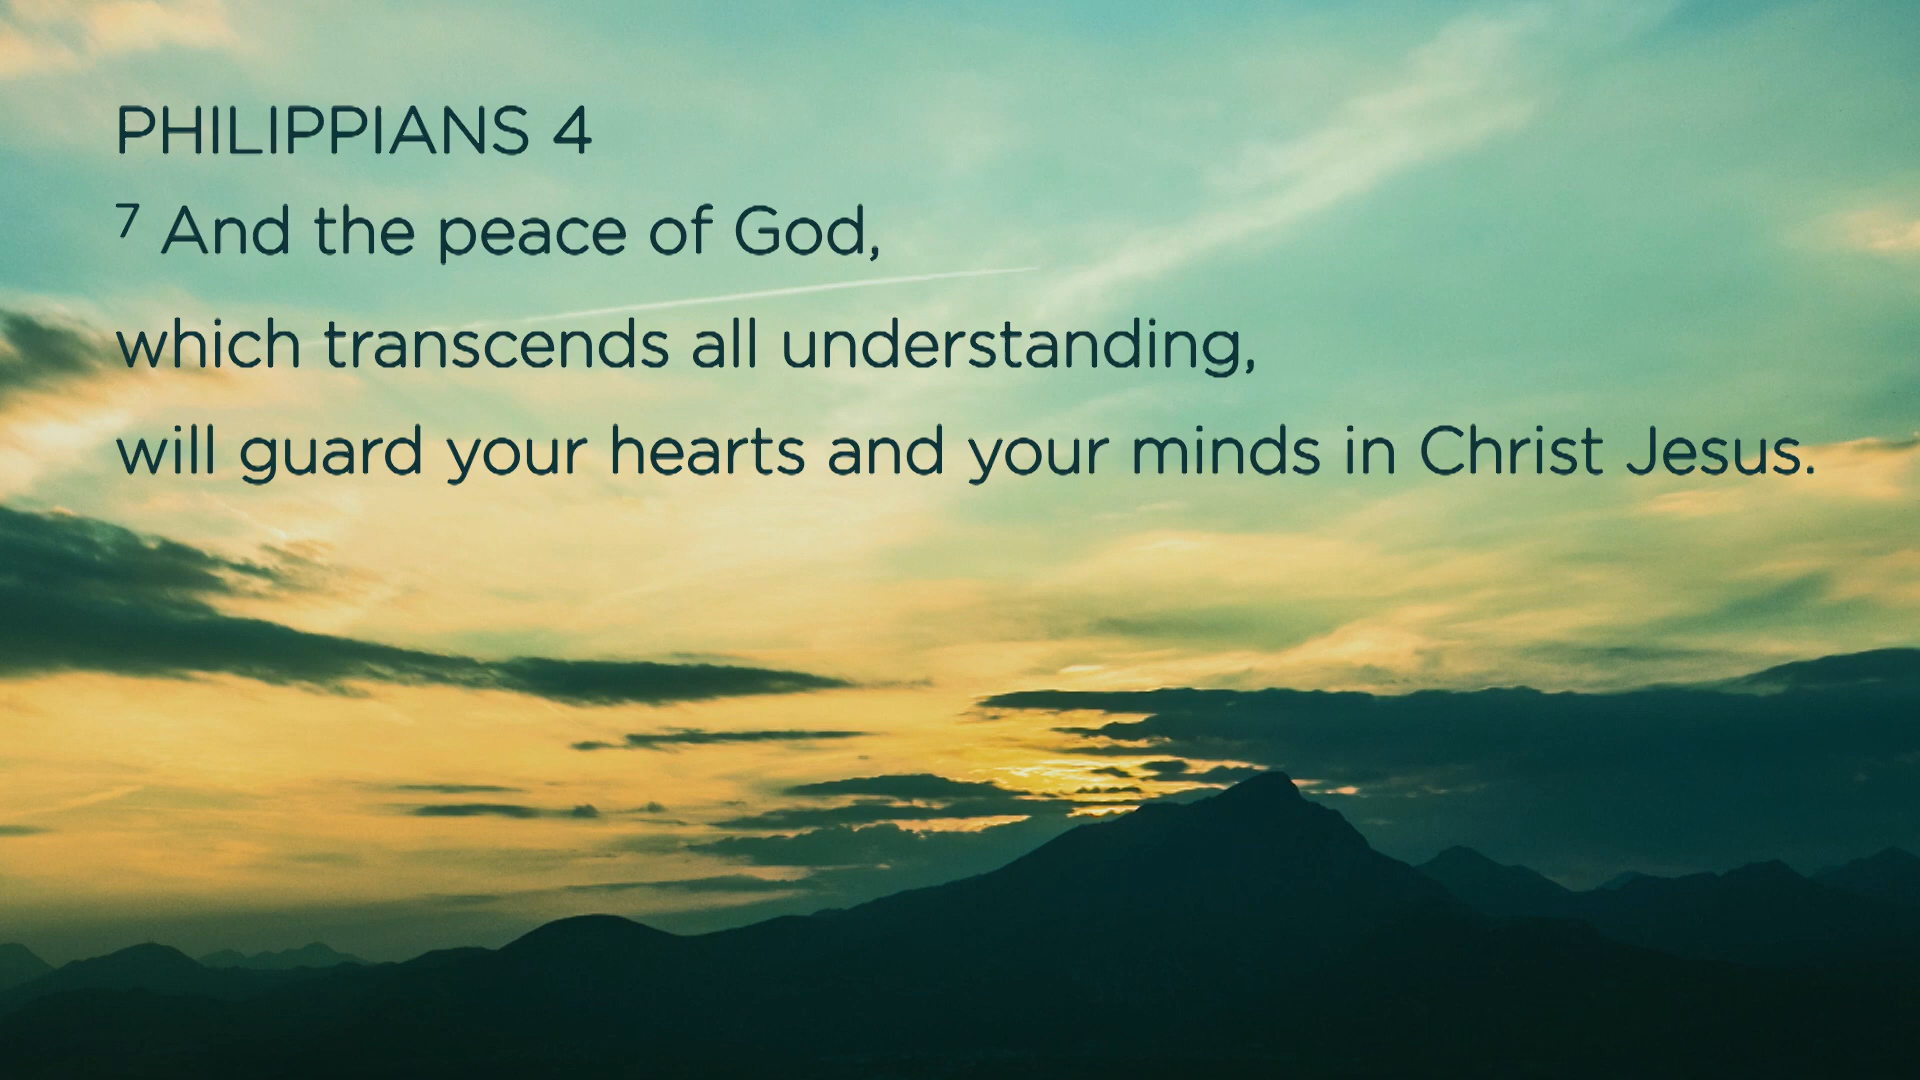 PHILIPPIANS 4
⁷ And the peace of God,
which transcends all understanding,
will guard your hearts and your minds in Christ Jesus.